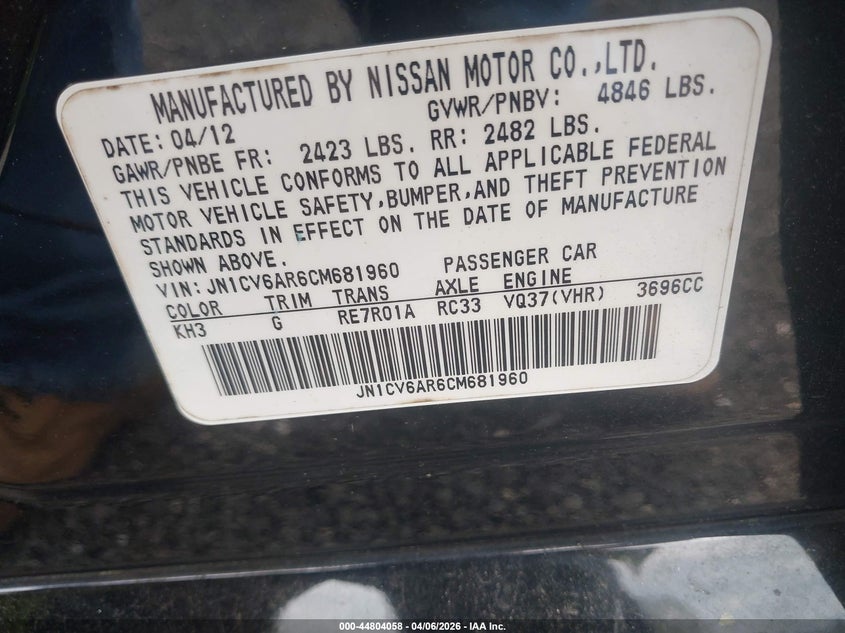 MANUFACTURED BY NISSAN MOTOR CO.,LTD.
DATE: 04/12 GVWR/PNBV: 4846 LBS.
GAWR/PNBE FR: 2423 LBS. RR: 2482 LBS.
THIS VEHICLE CONFORMS TO ALL APPLICABLE FEDERAL
MOTOR VEHICLE SAFETY,BUMPER,AND THEFT PREVENTION
STANDARDS IN EFFECT ON THE DATE OF MANUFACTURE
SHOWN ABOVE.
VIN: JN1CV6AR6CM681960 PASSENGER CAR
COLOR TRIM TRANS AXLE ENGINE
KH3 G RE7R01A RC33 VQ37(VHR) 3696CC
JN1CV6AR6CM681960
000-44804058 - 04/06/2026 - IAA Inc.